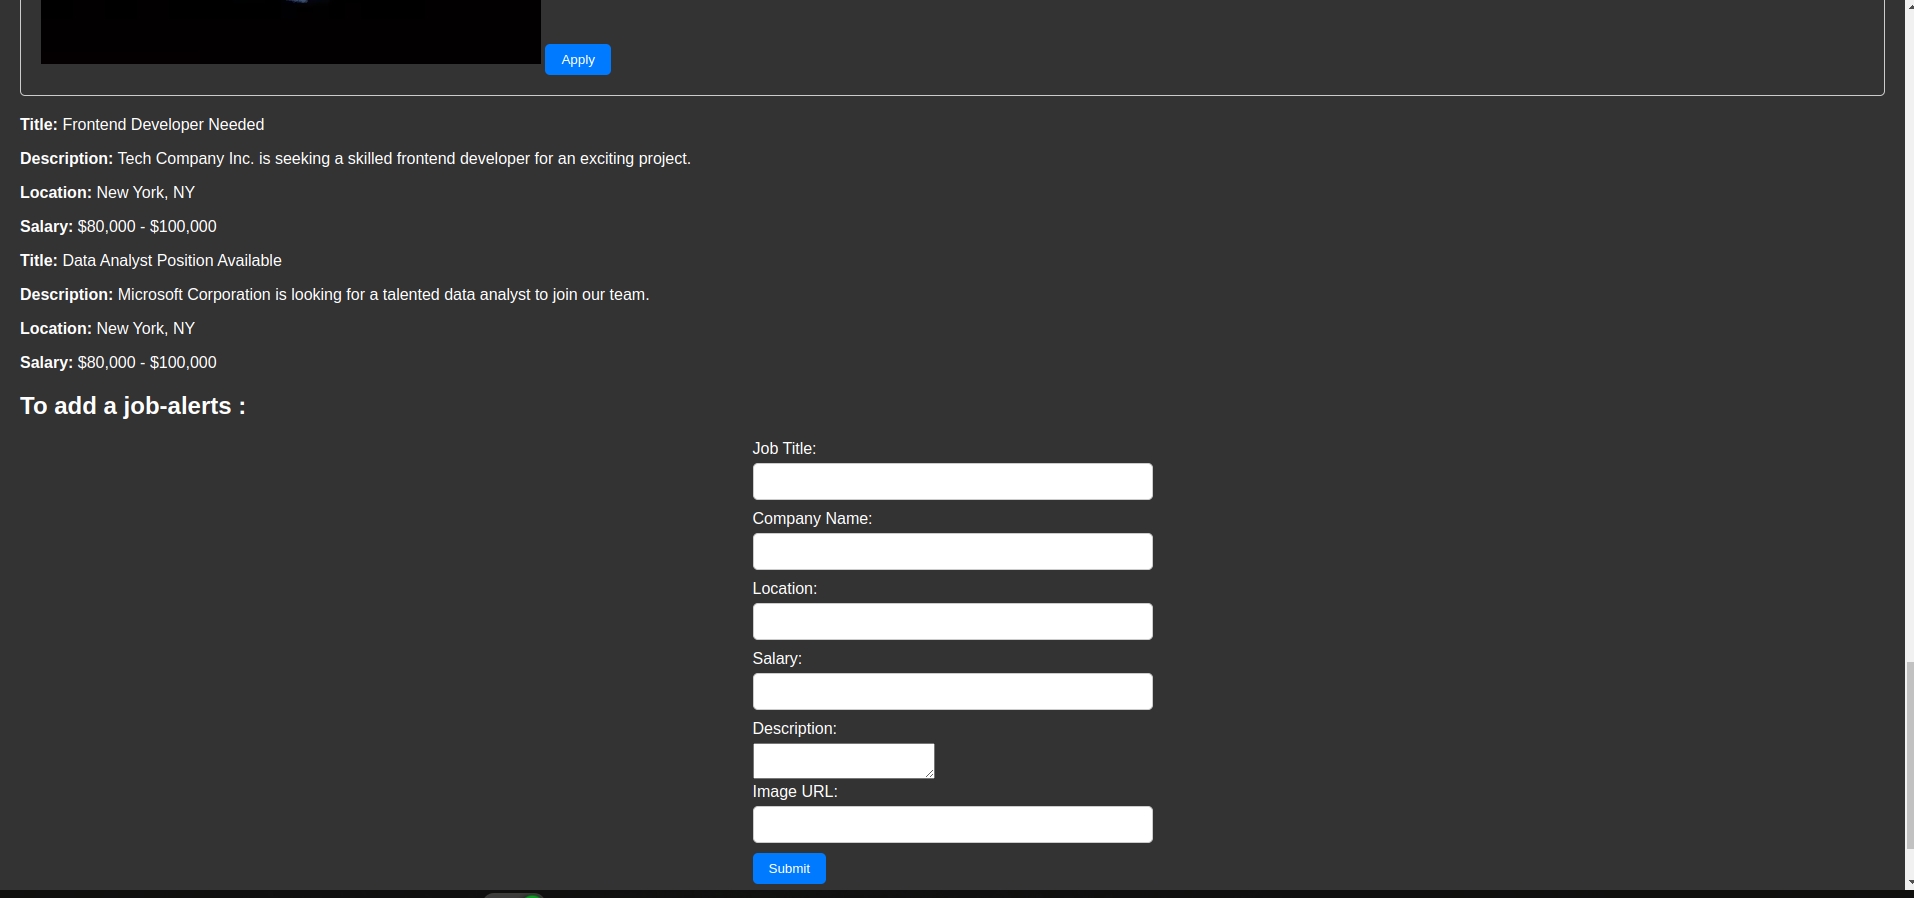 Apply
Title: Frontend Developer Needed
Description: Tech Company Inc. is seeking a skilled frontend developer for an exciting project.
Location: New York, NY
Salary: $80,000 - $100,000
Title: Data Analyst Position Available
Description: Microsoft Corporation is looking for a talented data analyst to join our team.
Location: New York, NY
Salary: $80,000 - $100,000
To add a job-alerts :
Job Title:
Company Name:
Location:
Salary:
Description:
Image URL:
Submit